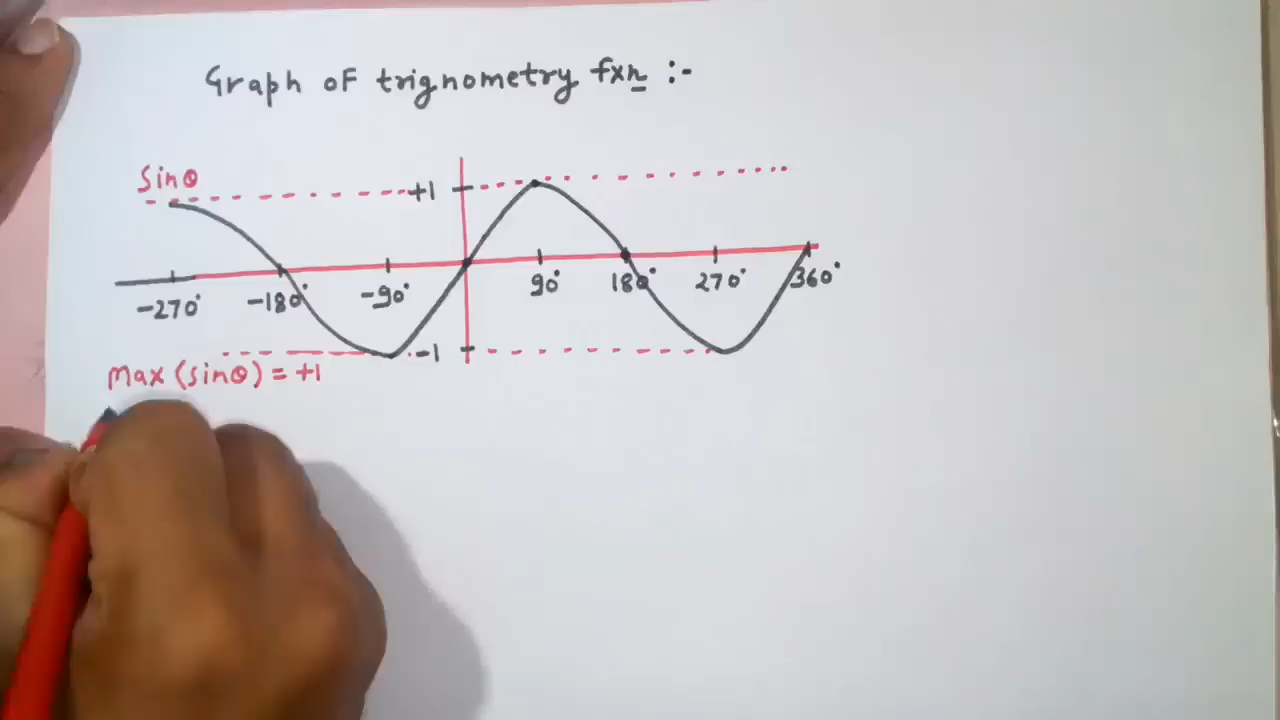 Graph of trignometry fxn :-
Sinθ
+1
-270° -180° -90° 90° 180° 270° 360°
-1
Max (sinθ) = +1